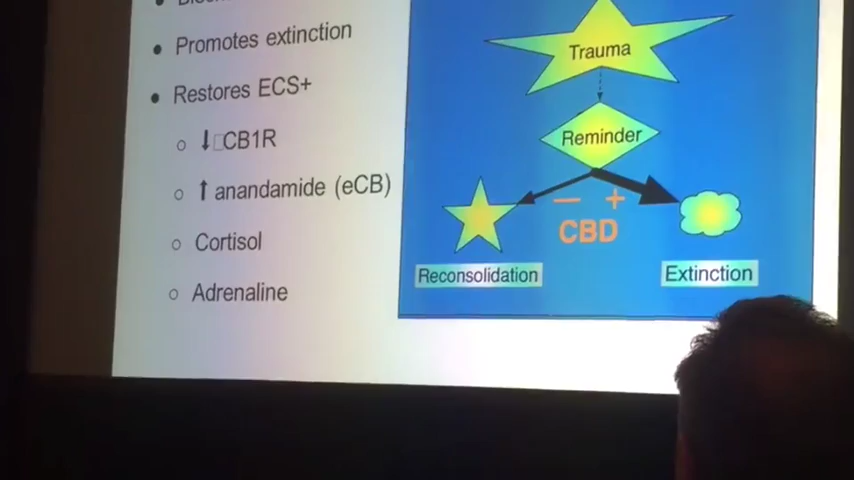 • Promotes extinction
• Restores ECS+
○ ↓□CB1R
○ ↑ anandamide (eCB)
○ Cortisol
○ Adrenaline
Trauma
Reminder
— +
CBD
Reconsolidation
Extinction